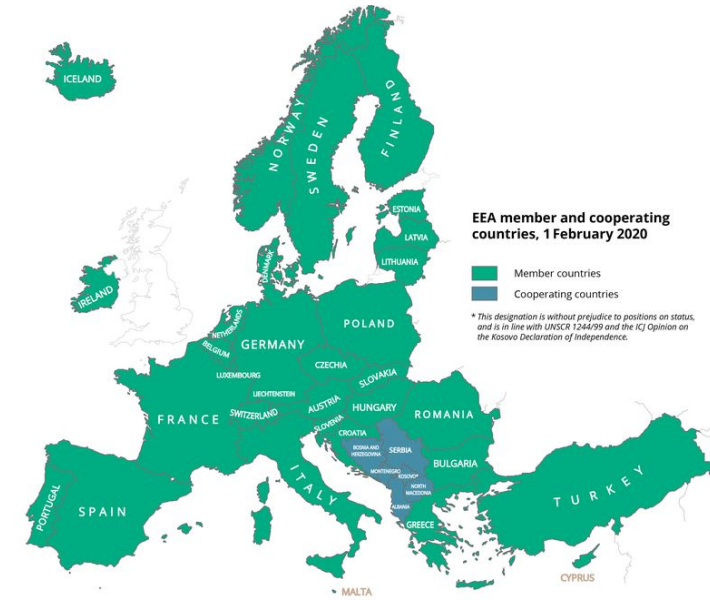 ICELAND
NORWAY
SWEDEN
FINLAND
ESTONIA
LATVIA
LITHUANIA
EEA member and cooperating
countries, 1 February 2020
Member countries
Cooperating countries
* This designation is without prejudice to positions on status,
and is in line with UNSCR 1244/99 and the ICJ Opinion on
the Kosovo Declaration of Independence.
DENMARK
IRELAND
NETHERLANDS
BELGIUM
GERMANY
POLAND
LUXEMBOURG
CZECHIA
SLOVAKIA
LIECHTENSTEIN
AUSTRIA
HUNGARY
ROMANIA
FRANCE
SWITZERLAND
SLOVENIA
CROATIA
BOSNIA AND
HERZEGOVINA
SERBIA
BULGARIA
MONTENEGRO
KOSOVO*
NORTH
MACEDONIA
ALBANIA
ITALY
GREECE
TURKEY
PORTUGAL
SPAIN
MALTA
CYPRUS